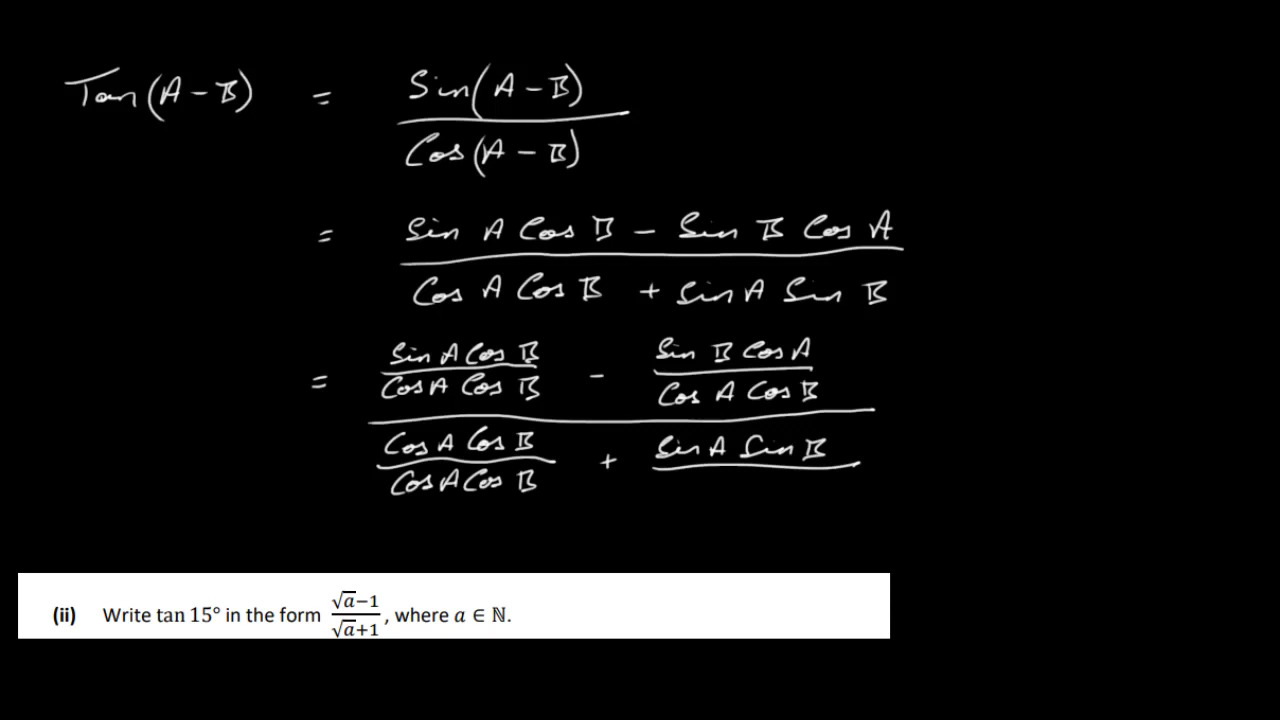 Tan(A - B) = Sin(A - B)
Cos(A - B)
= Sin A Cos B - Sin B Cos A
Cos A Cos B + Sin A Sin B
= Sin A Cos B - Sin B Cos A
Cos A Cos B Cos A Cos B
Cos A Cos B + Sin A Sin B
Cos A Cos B
(ii) Write tan 15° in the form √a−1 / √a+1, where a ∈ ℕ.